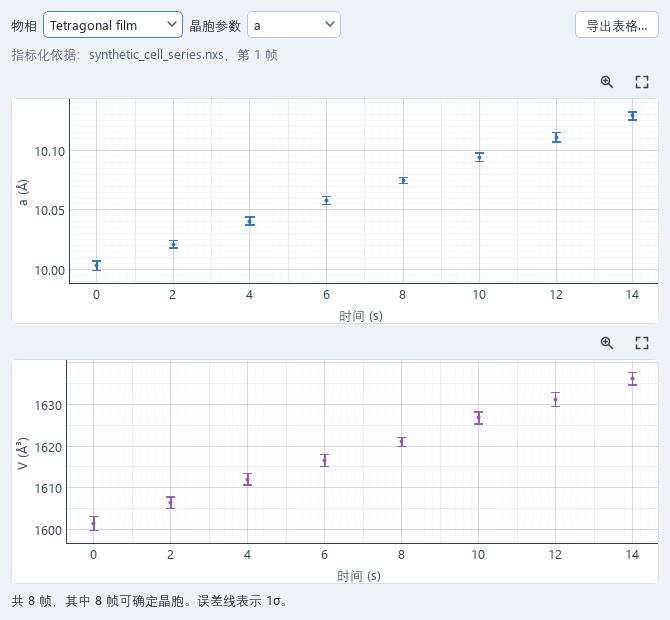 物相 Tetragonal film 晶胞参数 a 导出表格...
指标化依据：synthetic_cell_series.nxs，第 1 帧
10.10
10.05
10.00
a (Å)
0 2 4 6 8 10 12 14
时间 (s)
1630
1620
1610
1600
V (Å³)
0 2 4 6 8 10 12 14
时间 (s)
共 8 帧，其中 8 帧可确定晶胞。误差线表示 1σ。